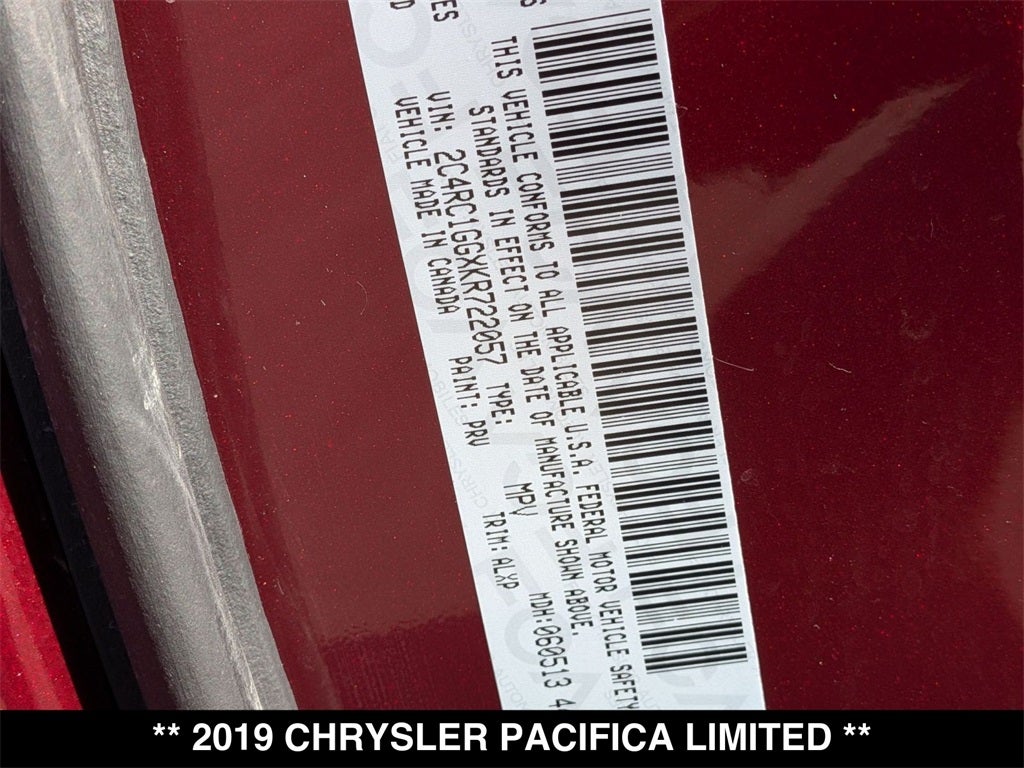 THIS VEHICLE CONFORMS TO ALL APPLICABLE U.S.A. FEDERAL MOTOR VEHICLE SAFETY
STANDARDS IN EFFECT ON THE DATE OF MANUFACTURE SHOWN ABOVE.
VIN: 2C4RC1GGXKR722057 TYPE: MPV MDH:060513 4
VEHICLE MADE IN CANADA PAINT: PRV TRIM:ALXP
** 2019 CHRYSLER PACIFICA LIMITED **